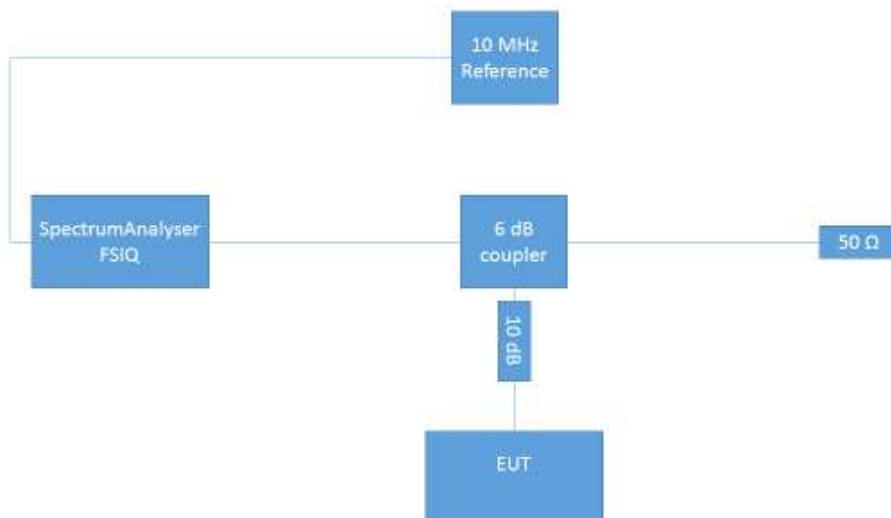 10 MHz
Reference
SpectrumAnalyser
FSIQ
6 dB
coupler
50 Ω
10 dB
EUT